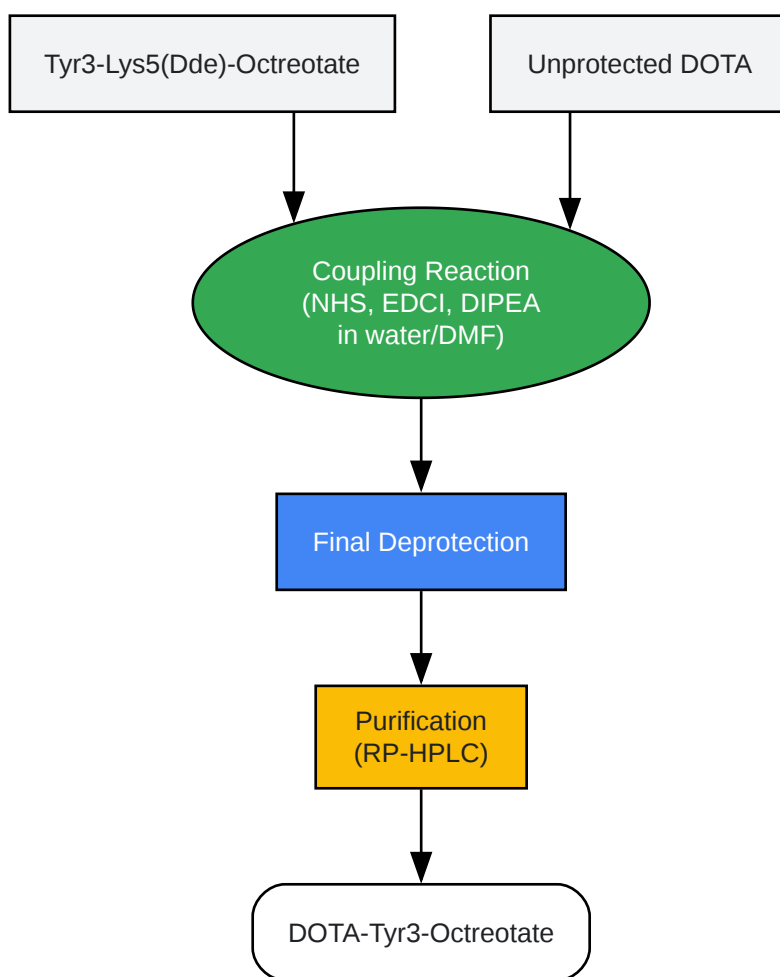 Tyr3-Lys5(Dde)-Octreotate
Unprotected DOTA
Coupling Reaction
(NHS, EDCI, DIPEA
in water/DMF)
Final Deprotection
Purification
(RP-HPLC)
DOTA-Tyr3-Octreotate